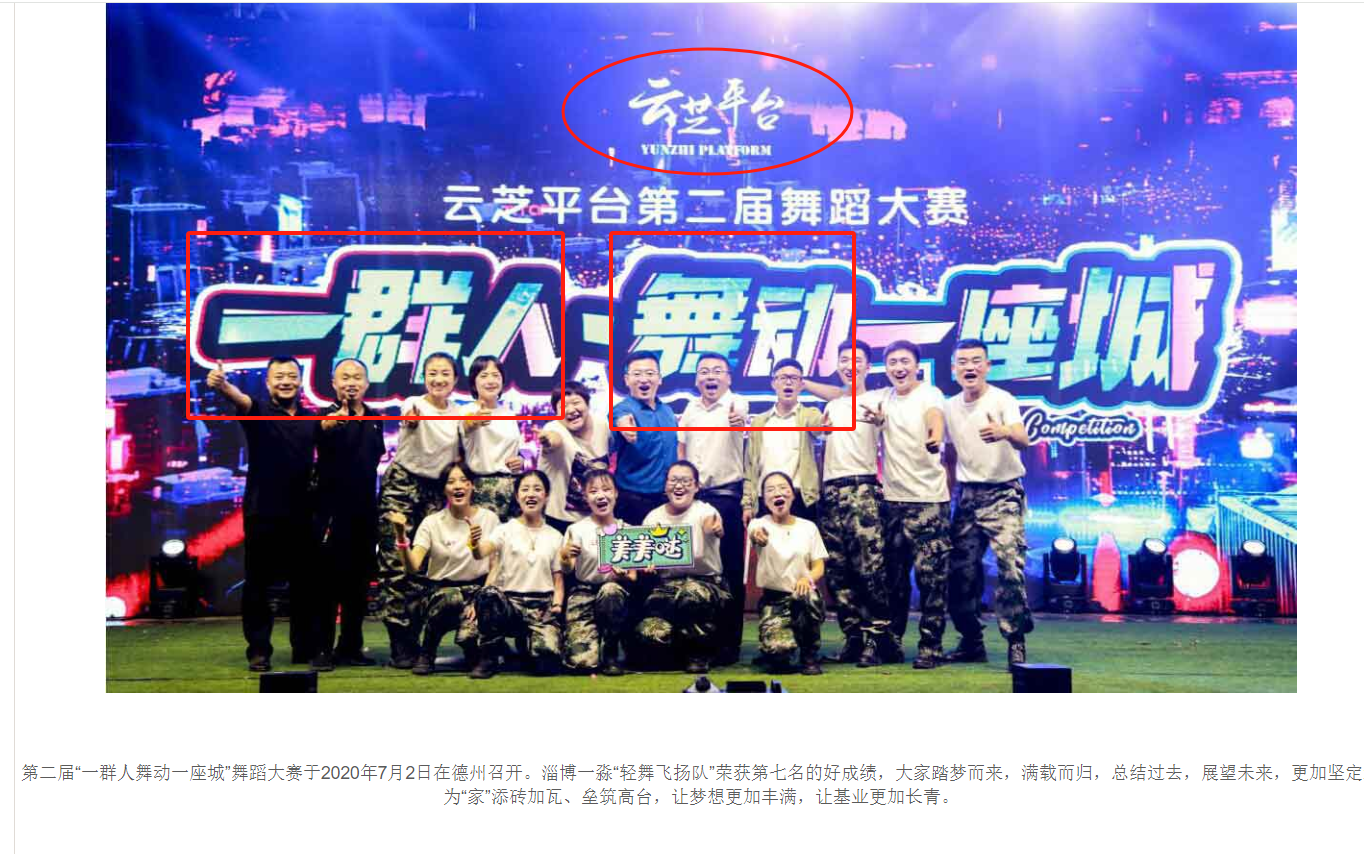 云芝平台
YUNZHI PLATFORM
云芝平台第二届舞蹈大赛
一群人·舞动一座城
Competition
美美哒
第二届“一群人舞动一座城”舞蹈大赛于2020年7月2日在德州召开。淄博一淼“轻舞飞扬队”荣获第七名的好成绩，大家踏梦而来，满载而归，总结过去，展望未来，更加坚定
为“家”添砖加瓦、垒筑高台，让梦想更加丰满，让基业更加长青。